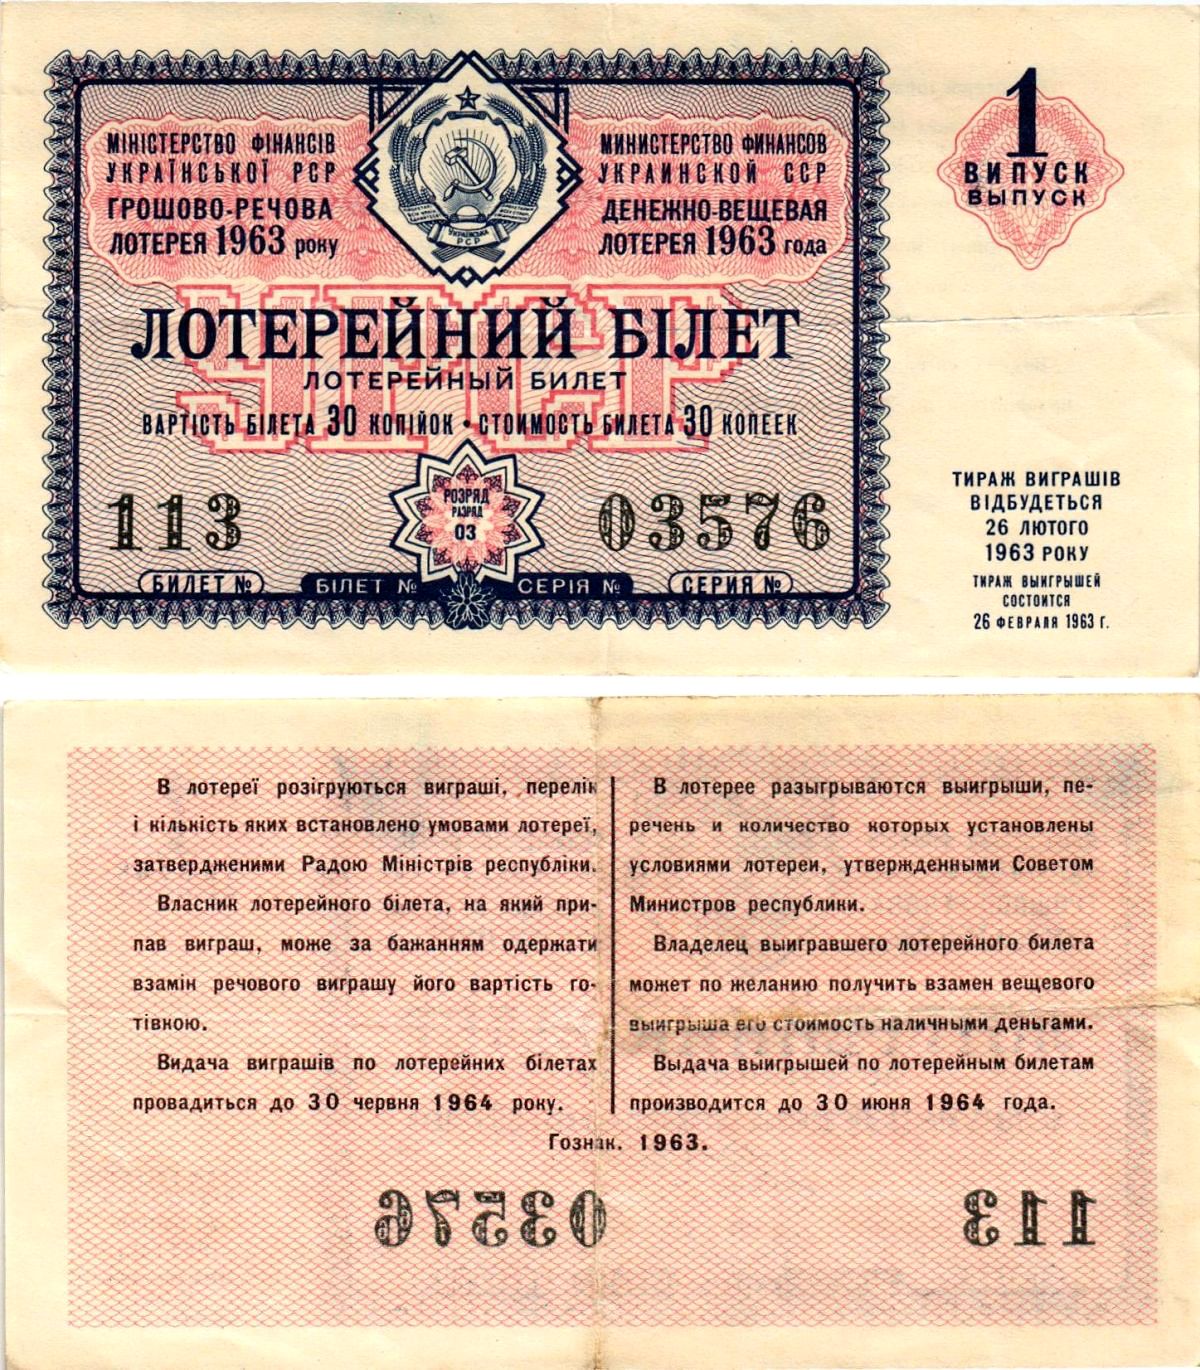 МІНІСТЕРСТВО ФІНАНСІВ
УКРАЇНСЬКОЇ РСР
ГРОШОВО-РЕЧОВА
ЛОТЕРЕЯ 1963 року
УКРАЇНСЬКА
РСР
МИНИСТЕРСТВО ФИНАНСОВ
УКРАИНСКОЙ ССР
ДЕНЕЖНО-ВЕЩЕВАЯ
ЛОТЕРЕЯ 1963 года
1
ВИПУСК
ВЫПУСК
УРСР
ЛОТЕРЕЙНИЙ БІЛЕТ
ЛОТЕРЕЙНЫЙ БИЛЕТ
ВАРТІСТЬ БІЛЕТА 30 КОПІЙОК • СТОИМОСТЬ БИЛЕТА 30 КОПЕЕК
113
РОЗРЯД
РАЗРЯД
03
03576
БИЛЕТ № БІЛЕТ № СЕРІЯ № СЕРИЯ №
ТИРАЖ ВИГРАШІВ
ВІДБУДЕТЬСЯ
26 ЛЮТОГО
1963 РОКУ
ТИРАЖ ВЫИГРЫШЕЙ
СОСТОИТСЯ
26 ФЕВРАЛЯ 1963 Г.
В лотереї розігруються виграші, перелік
і кількість яких встановлено умовами лотереї,
затвердженими Радою Міністрів республіки.
Власник лотерейного білета, на який при-
пав виграш, може за бажанням одержати
взамін речового виграшу його вартість го-
тівкою.
Видача виграшів по лотерейних білетах
провадиться до 30 червня 1964 року.
В лотерее разыгрываются выигрыши, пе-
речень и количество которых установлены
условиями лотереи, утвержденными Советом
Министров республики.
Владелец выигравшего лотерейного билета
может по желанию получить взамен вещевого
выигрыша его стоимость наличными деньгами.
Выдача выигрышей по лотерейным билетам
производится до 30 июня 1964 года.
Гознак. 1963.
03576
113